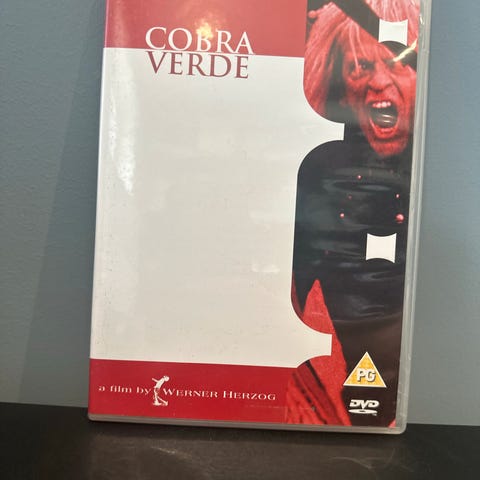 COBRA
VERDE
PG
a film by WERNER HERZOG
DVD